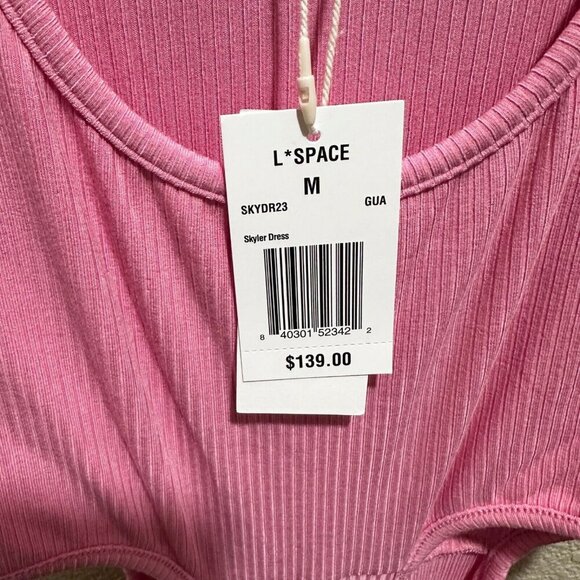 L*SPACE
M
SKYDR23 GUA
Skyler Dress
8 40301 52342 2
$139.00